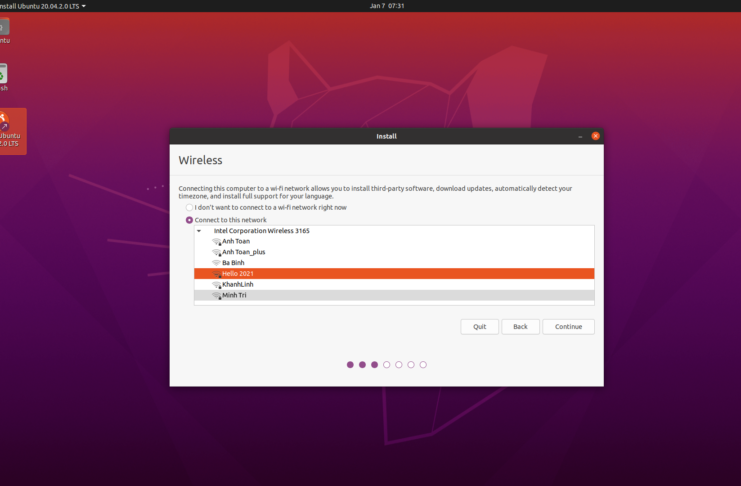 nstall Ubuntu 20.04.2.0 LTS
Jan 7 07:31
ntu
sh
Ubuntu
2.0 LTS
Install
Wireless
Connecting this computer to a wi-fi network allows you to install third-party software, download updates, automatically detect your
timezone, and install full support for your language.
I don't want to connect to a wi-fi network right now
Connect to this network
Intel Corporation Wireless 3165
Anh Toan
Anh Toan_plus
Ba Binh
Hello 2021
KhanhLinh
Minh Tri
Quit
Back
Continue